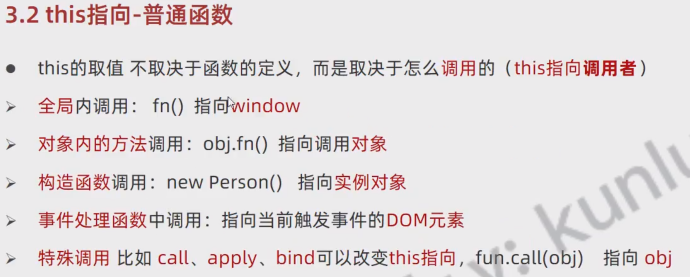 3.2 this指向-普通函数
● this的取值 不取决于函数的定义，而是取决于怎么调用的（this指向调用者）
➢ 全局内调用：fn() 指向window
➢ 对象内的方法调用：obj.fn() 指向调用对象
➢ 构造函数调用：new Person() 指向实例对象
➢ 事件处理函数中调用：指向当前触发事件的DOM元素
➢ 特殊调用 比如 call、apply、bind可以改变this指向，fun.call(obj) 指向 obj
y: kunlu